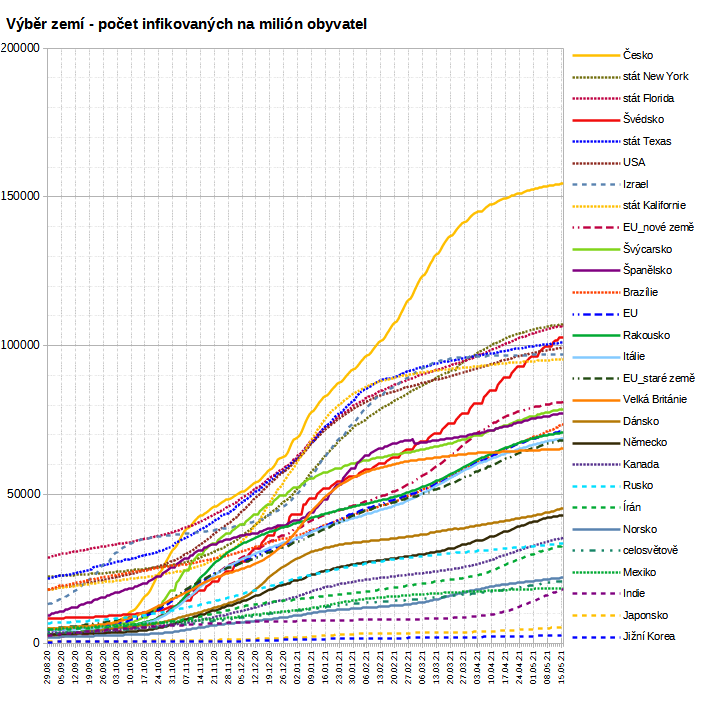 Výběr zemí - počet infikovaných na milión obyvatel
200000
150000
100000
50000
0
Česko
stát New York
stát Florida
Švédsko
stát Texas
USA
Izrael
stát Kalifornie
EU_nové země
Švýcarsko
Španělsko
Brazílie
EU
Rakousko
Itálie
EU_staré země
Velká Británie
Dánsko
Německo
Kanada
Rusko
Írán
Norsko
celosvětově
Mexiko
Indie
Japonsko
Jižní Korea
29.08.20
05.09.20
12.09.20
19.09.20
26.09.20
03.10.20
10.10.20
17.10.20
24.10.20
31.10.20
07.11.20
14.11.20
21.11.20
28.11.20
05.12.20
12.12.20
19.12.20
26.12.20
02.01.21
09.01.21
16.01.21
23.01.21
30.01.21
06.02.21
13.02.21
20.02.21
27.02.21
06.03.21
13.03.21
20.03.21
27.03.21
03.04.21
10.04.21
17.04.21
24.04.21
01.05.21
08.05.21
15.05.21